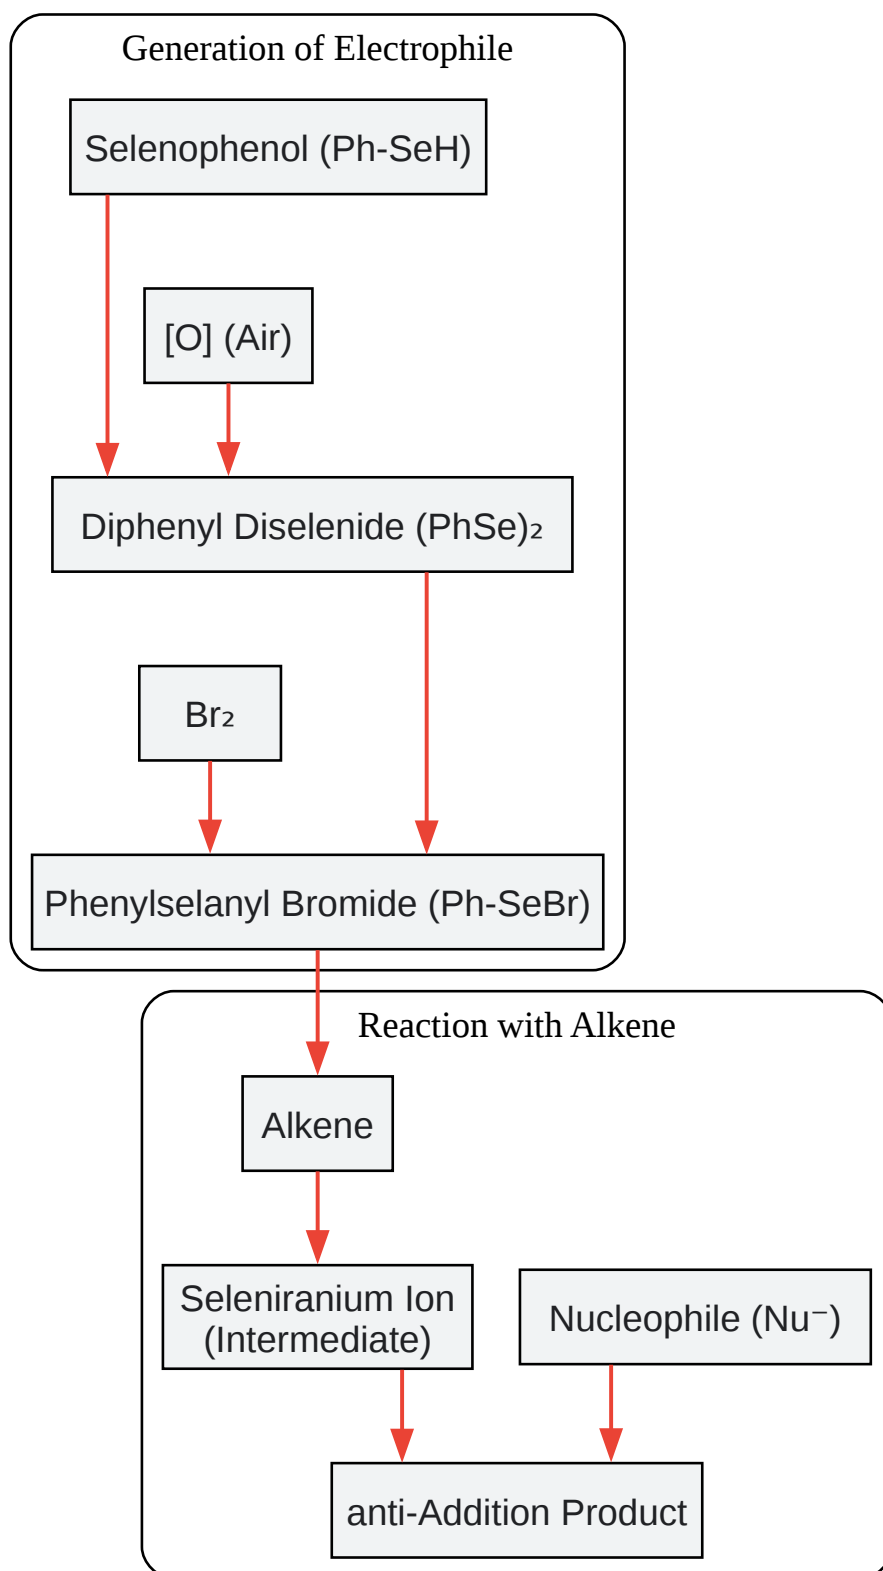 Generation of Electrophile
Selenophenol (Ph-SeH)
[O] (Air)
Diphenyl Diselenide (PhSe)₂
Br₂
Phenylselanyl Bromide (Ph-SeBr)
Reaction with Alkene
Alkene
Seleniranium Ion
(Intermediate)
Nucleophile (Nu⁻)
anti-Addition Product